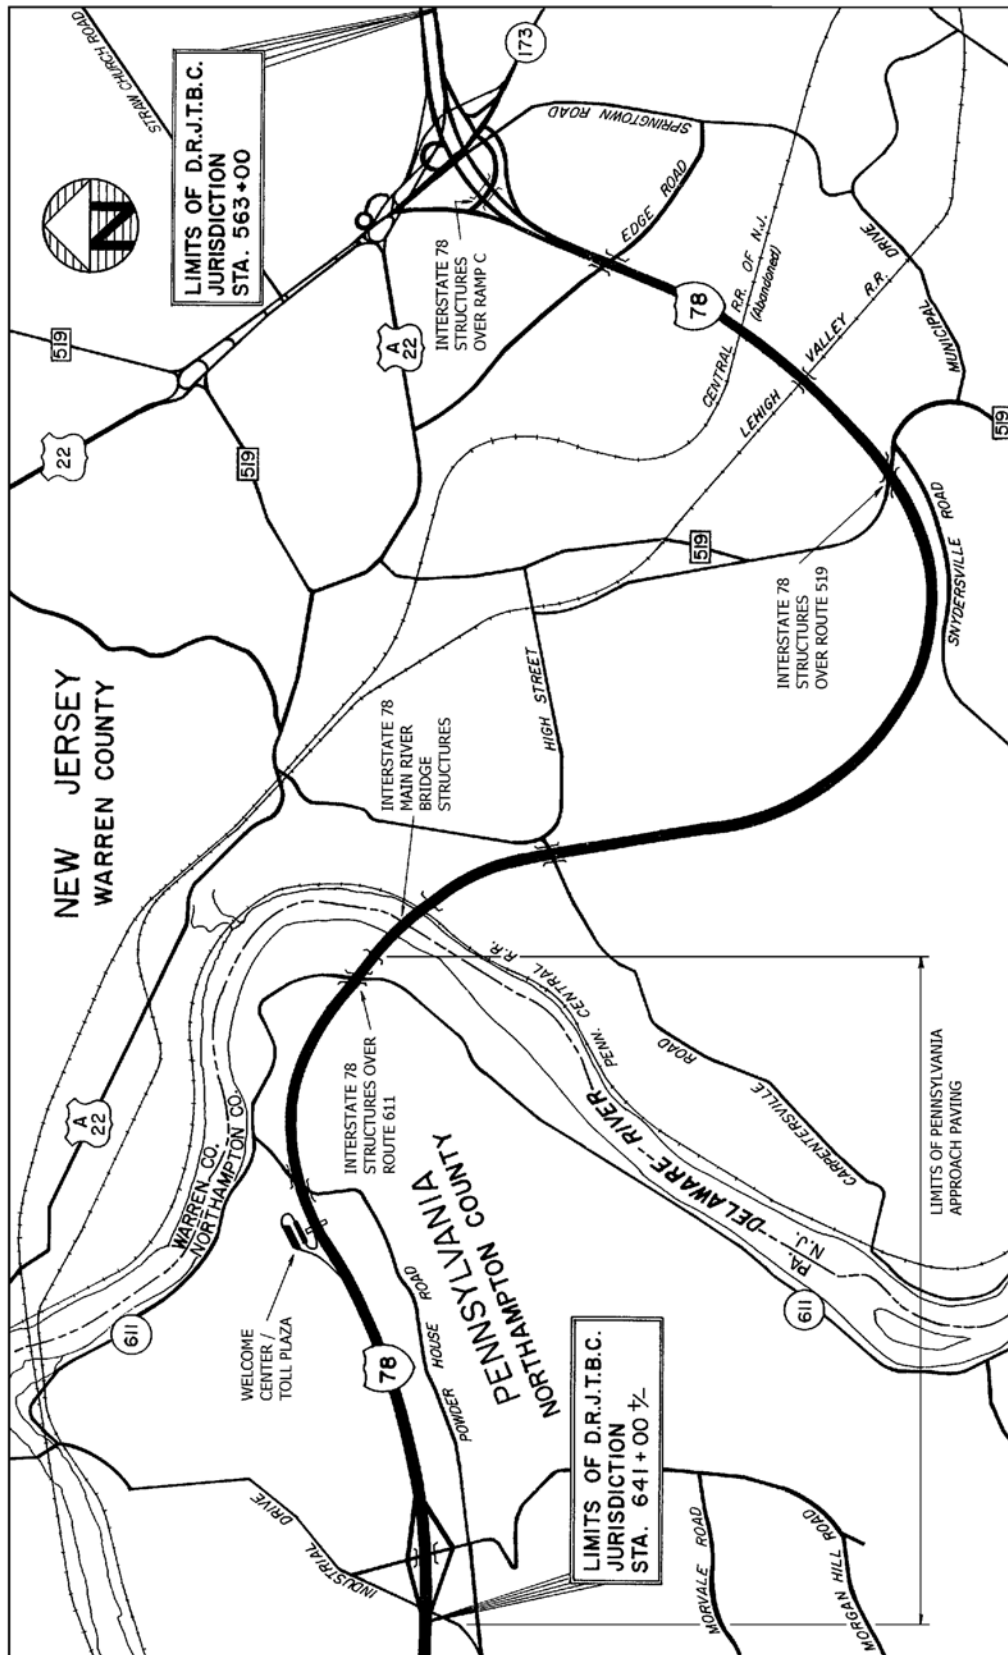 STRAW CHURCH ROAD
LIMITS OF D.R.J.T.B.C.
JURISDICTION
STA. 563+00
N
173
SPRINGTOWN ROAD
EDGE ROAD
INTERSTATE 78
STRUCTURES
OVER RAMP C
A
22
519
22
519
78
CENTRAL R.R. OF N.J.
(Abandoned)
LEHIGH VALLEY R.R.
MUNICIPAL DRIVE
519
519
SNYDERSVILLE ROAD
INTERSTATE 78
STRUCTURES
OVER ROUTE 519
HIGH STREET
NEW JERSEY
WARREN COUNTY
INTERSTATE 78
MAIN RIVER
BRIDGE
STRUCTURES
PENN. CENTRAL R.R.
CARPENTERSVILLE ROAD
INTERSTATE 78
STRUCTURES OVER
ROUTE 611
A
22
WARREN CO.
NORTHAMPTON CO.
611
WELCOME
CENTER /
TOLL PLAZA
78
POWDER HOUSE ROAD
PENNSYLVANIA
NORTHAMPTON COUNTY
DELAWARE RIVER
PA.
N.J.
611
LIMITS OF PENNSYLVANIA
APPROACH PAVING
INDUSTRIAL DRIVE
LIMITS OF D.R.J.T.B.C.
JURISDICTION
STA. 641+00 +/-
MORVALE ROAD
MORGAN HILL ROAD